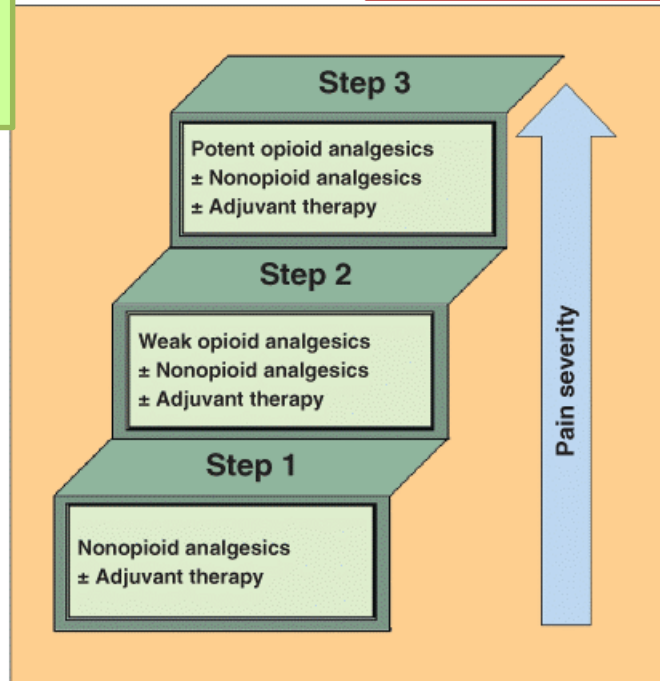 Step 3
Potent opioid analgesics
± Nonopioid analgesics
± Adjuvant therapy
Step 2
Weak opioid analgesics
± Nonopioid analgesics
± Adjuvant therapy
Step 1
Nonopioid analgesics
± Adjuvant therapy
Pain severity